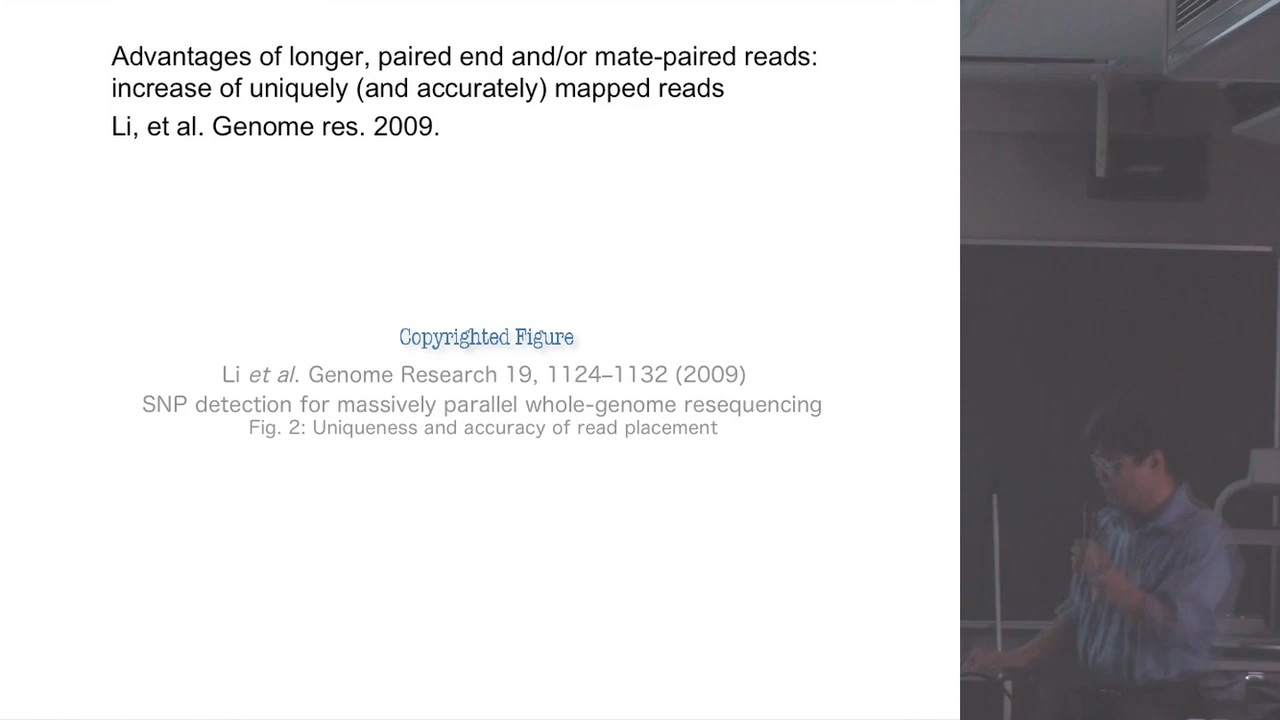 Advantages of longer, paired end and/or mate-paired reads:
increase of uniquely (and accurately) mapped reads
Li, et al. Genome res. 2009.
Copyrighted Figure
Li et al. Genome Research 19, 1124–1132 (2009)
SNP detection for massively parallel whole-genome resequencing
Fig. 2: Uniqueness and accuracy of read placement